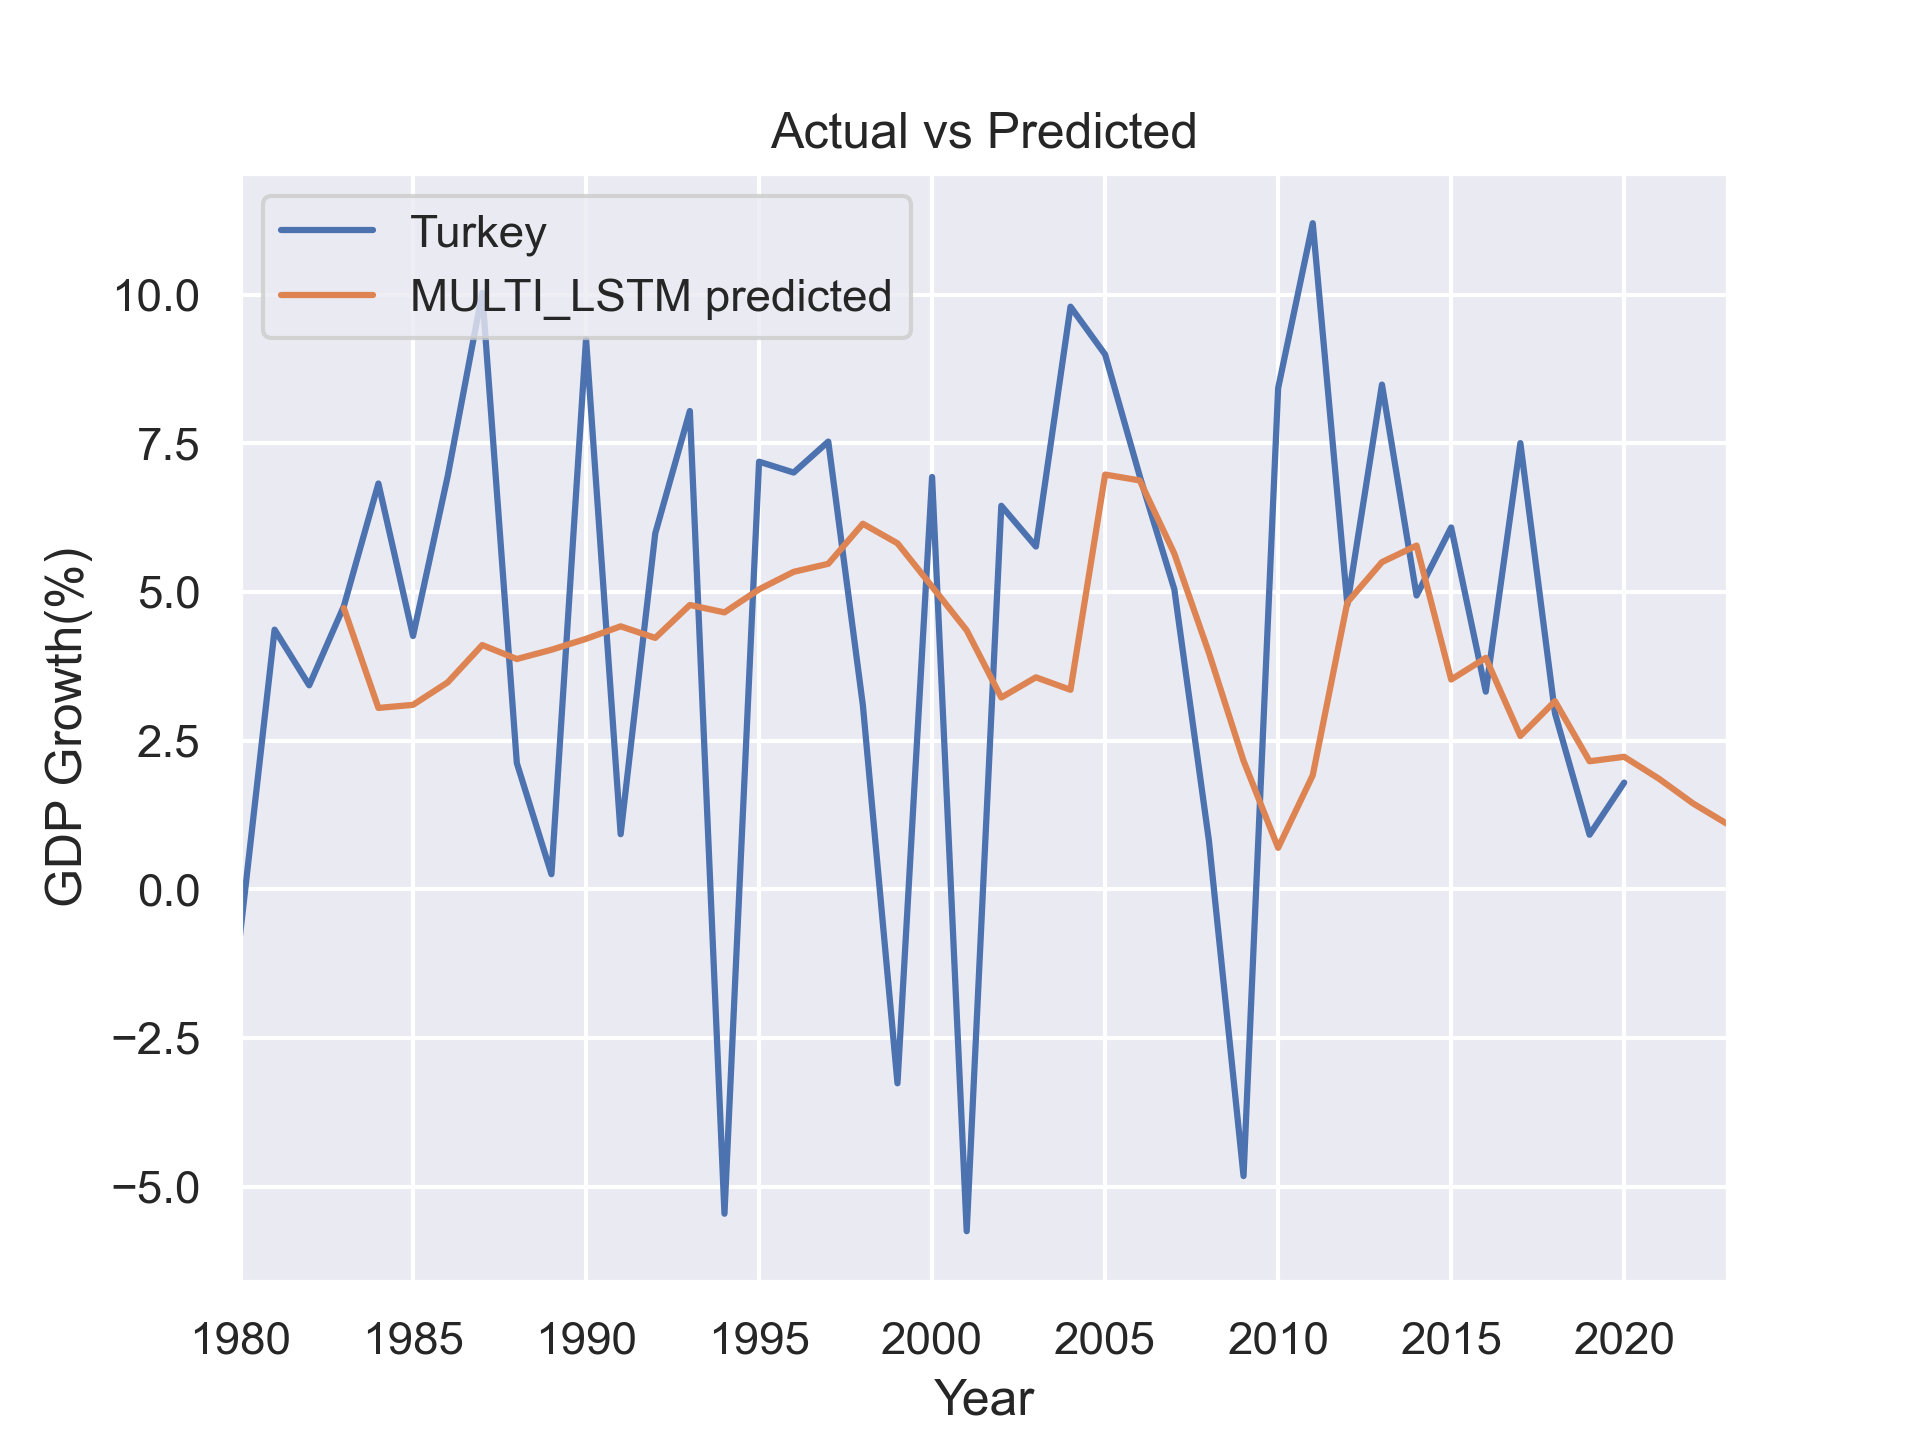 Actual vs Predicted
Turkey
MULTI_LSTM predicted
GDP Growth(%)
10.0
7.5
5.0
2.5
0.0
−2.5
−5.0
1980 1985 1990 1995 2000 2005 2010 2015 2020
Year